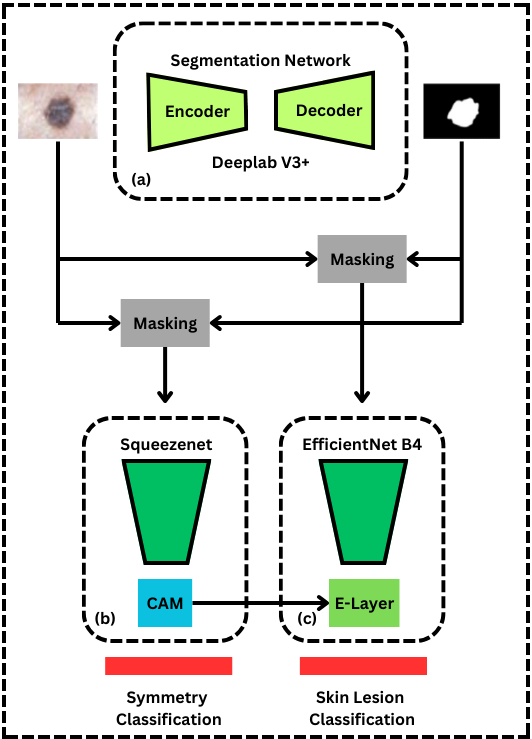 Segmentation Network
Encoder
Decoder
Deeplab V3+
(a)
Masking
Masking
Squeezenet
EfficientNet B4
CAM
E-Layer
(b)
(c)
Symmetry
Classification
Skin Lesion
Classification